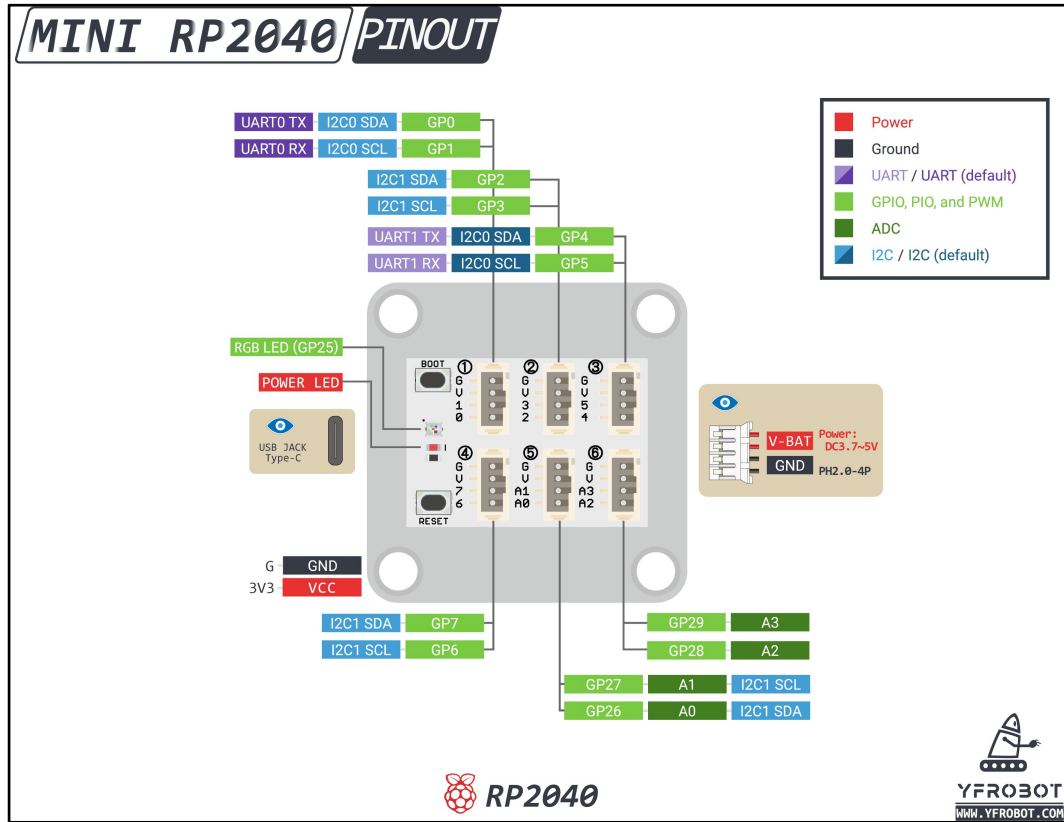 MINI RP2040 PINOUT
UART0 TX I2C0 SDA GP0
UART0 RX I2C0 SCL GP1
I2C1 SDA GP2
I2C1 SCL GP3
UART1 TX I2C0 SDA GP4
UART1 RX I2C0 SCL GP5
Power
Ground
UART / UART (default)
GPIO, PIO, and PWM
ADC
I2C / I2C (default)
RGB LED (GP25)
POWER LED
USB JACK
Type-C
BOOT
RESET
①
G
V
1
0
②
G
V
3
2
③
G
V
5
4
④
G
V
7
6
⑤
G
V
A1
A0
⑥
G
V
A3
A2
V-BAT
GND
Power:
DC3.7~5V
PH2.0-4P
G GND
3V3 VCC
I2C1 SDA GP7
I2C1 SCL GP6
GP29 A3
GP28 A2
GP27 A1 I2C1 SCL
GP26 A0 I2C1 SDA
RP2040
YFROBOT
WWW.YFROBOT.COM